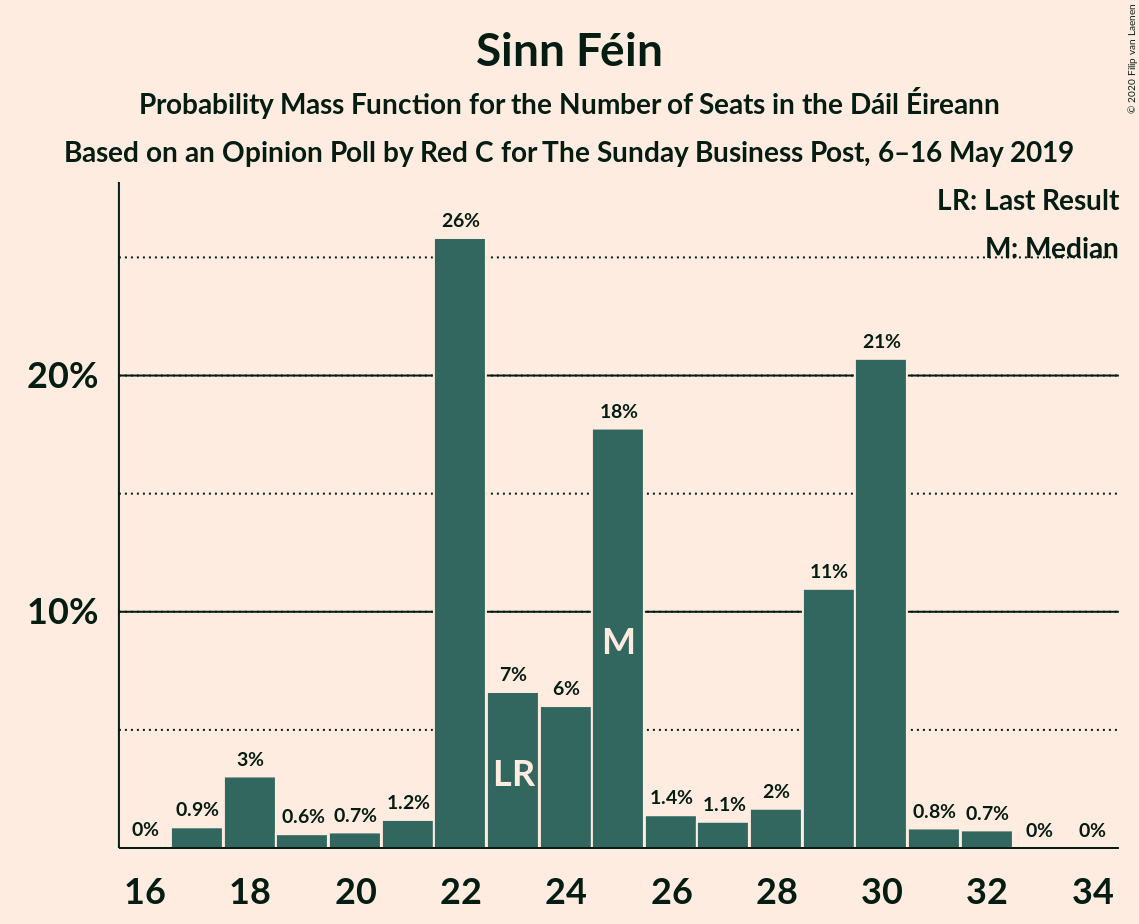 Sinn Féin
Probability Mass Function for the Number of Seats in the Dáil Éireann
Based on an Opinion Poll by Red C for The Sunday Business Post, 6–16 May 2019
© 2020 Filip van Laenen
LR: Last Result
M: Median
26%
21%
20%
18%
11%
10%
M
7%
6%
LR
3%
2%
1.4%
1.2%
1.1%
0.9%
0.8%
0.7%
0.7%
0.6%
0%
0%
0%
16 18 20 22 24 26 28 30 32 34